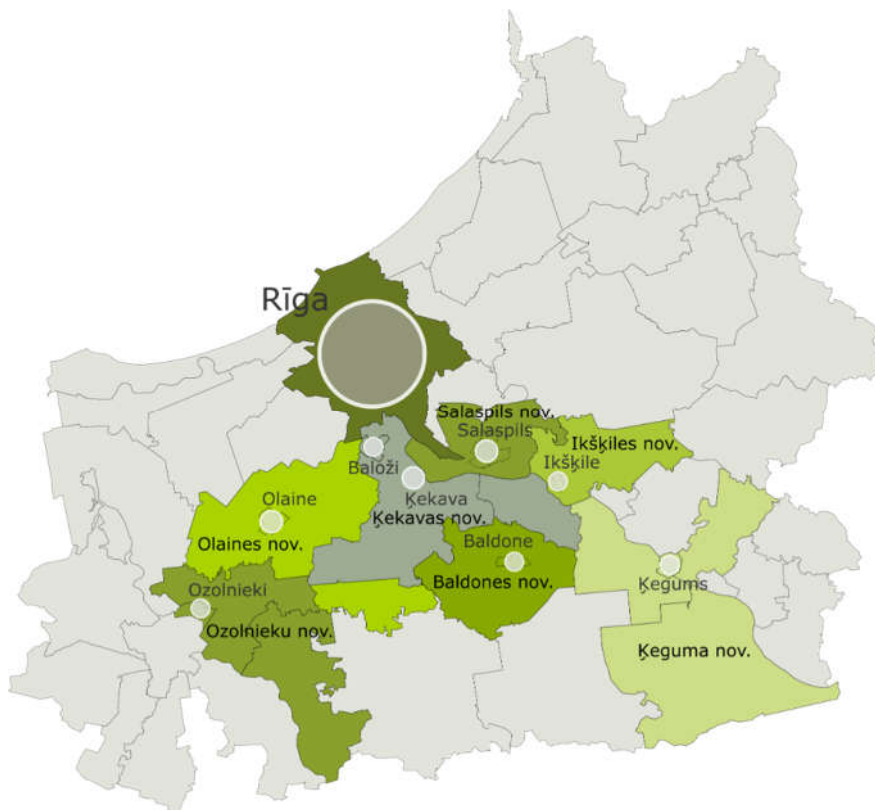 Rīga
Salaspils nov.
Salaspils
Ikšķiles nov.
Baloži
Ikšķile
Ķekava
Olaine
Ķekavas nov.
Olaines nov.
Baldone
Baldones nov.
Ķegums
Ozolnieki
Ozolnieku nov.
Ķeguma nov.